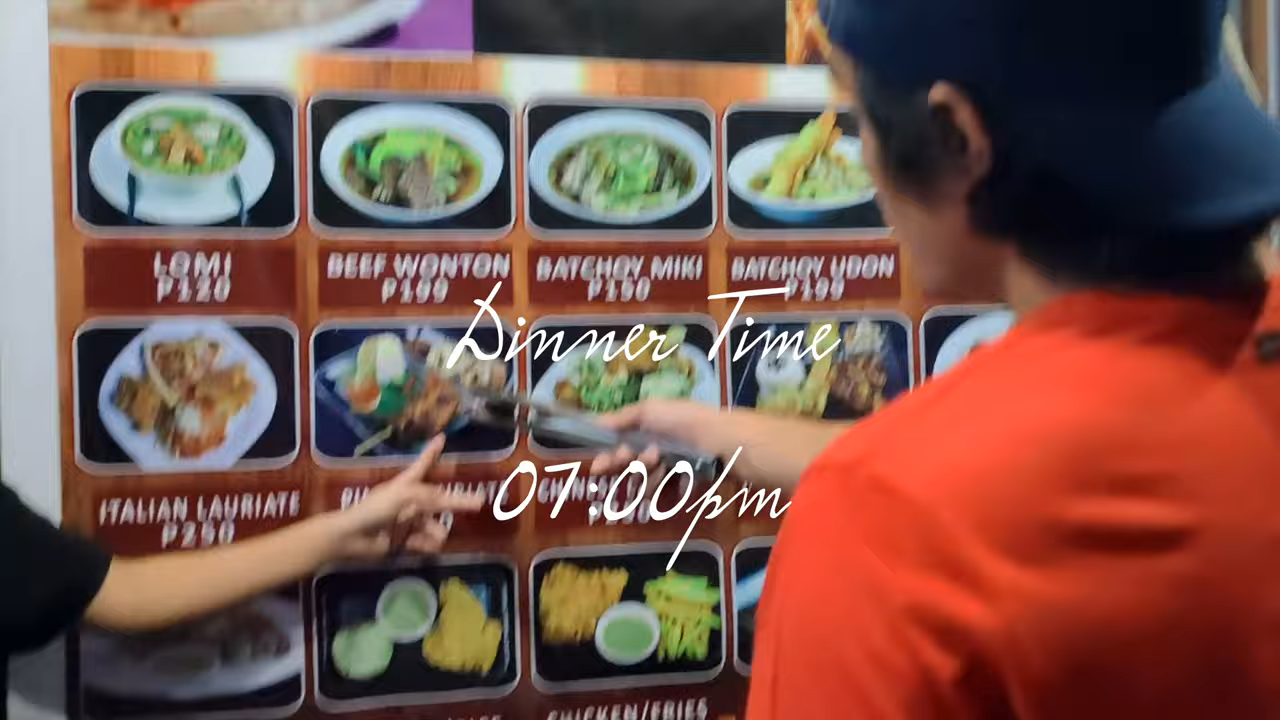 LOMI
P120
BEEF WONTON
P199
BATCHOY MIKI
P150
BATCHOY UDON
P199
Dinner Time
ITALIAN LAURIATE
P250
07:00pm
CHICKEN/FRIES